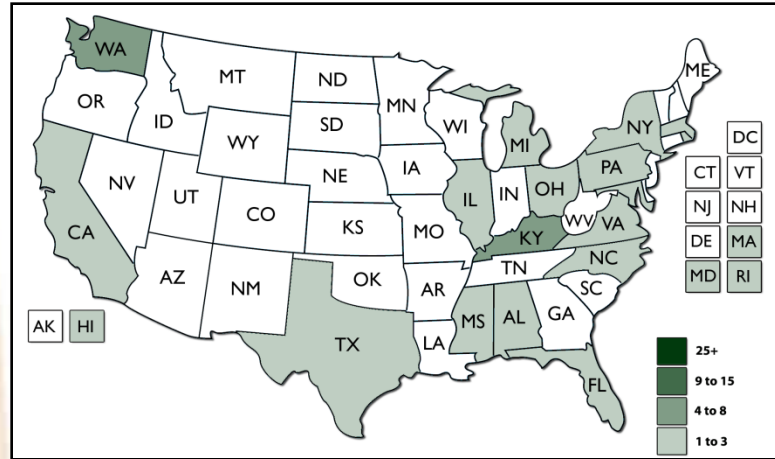 WA
MT
ND
ME
OR
MN
ID
SD
WI
NY
WY
MI
DC
IA
PA
CT
VT
NV
NE
OH
IL
IN
UT
NJ
NH
CO
WV
VA
CA
KS
MO
KY
DE
MA
NC
TN
MD
RI
AZ
OK
NM
AR
SC
MS
AL
GA
AK
HI
TX
LA
25+
9 to 15
FL
4 to 8
1 to 3